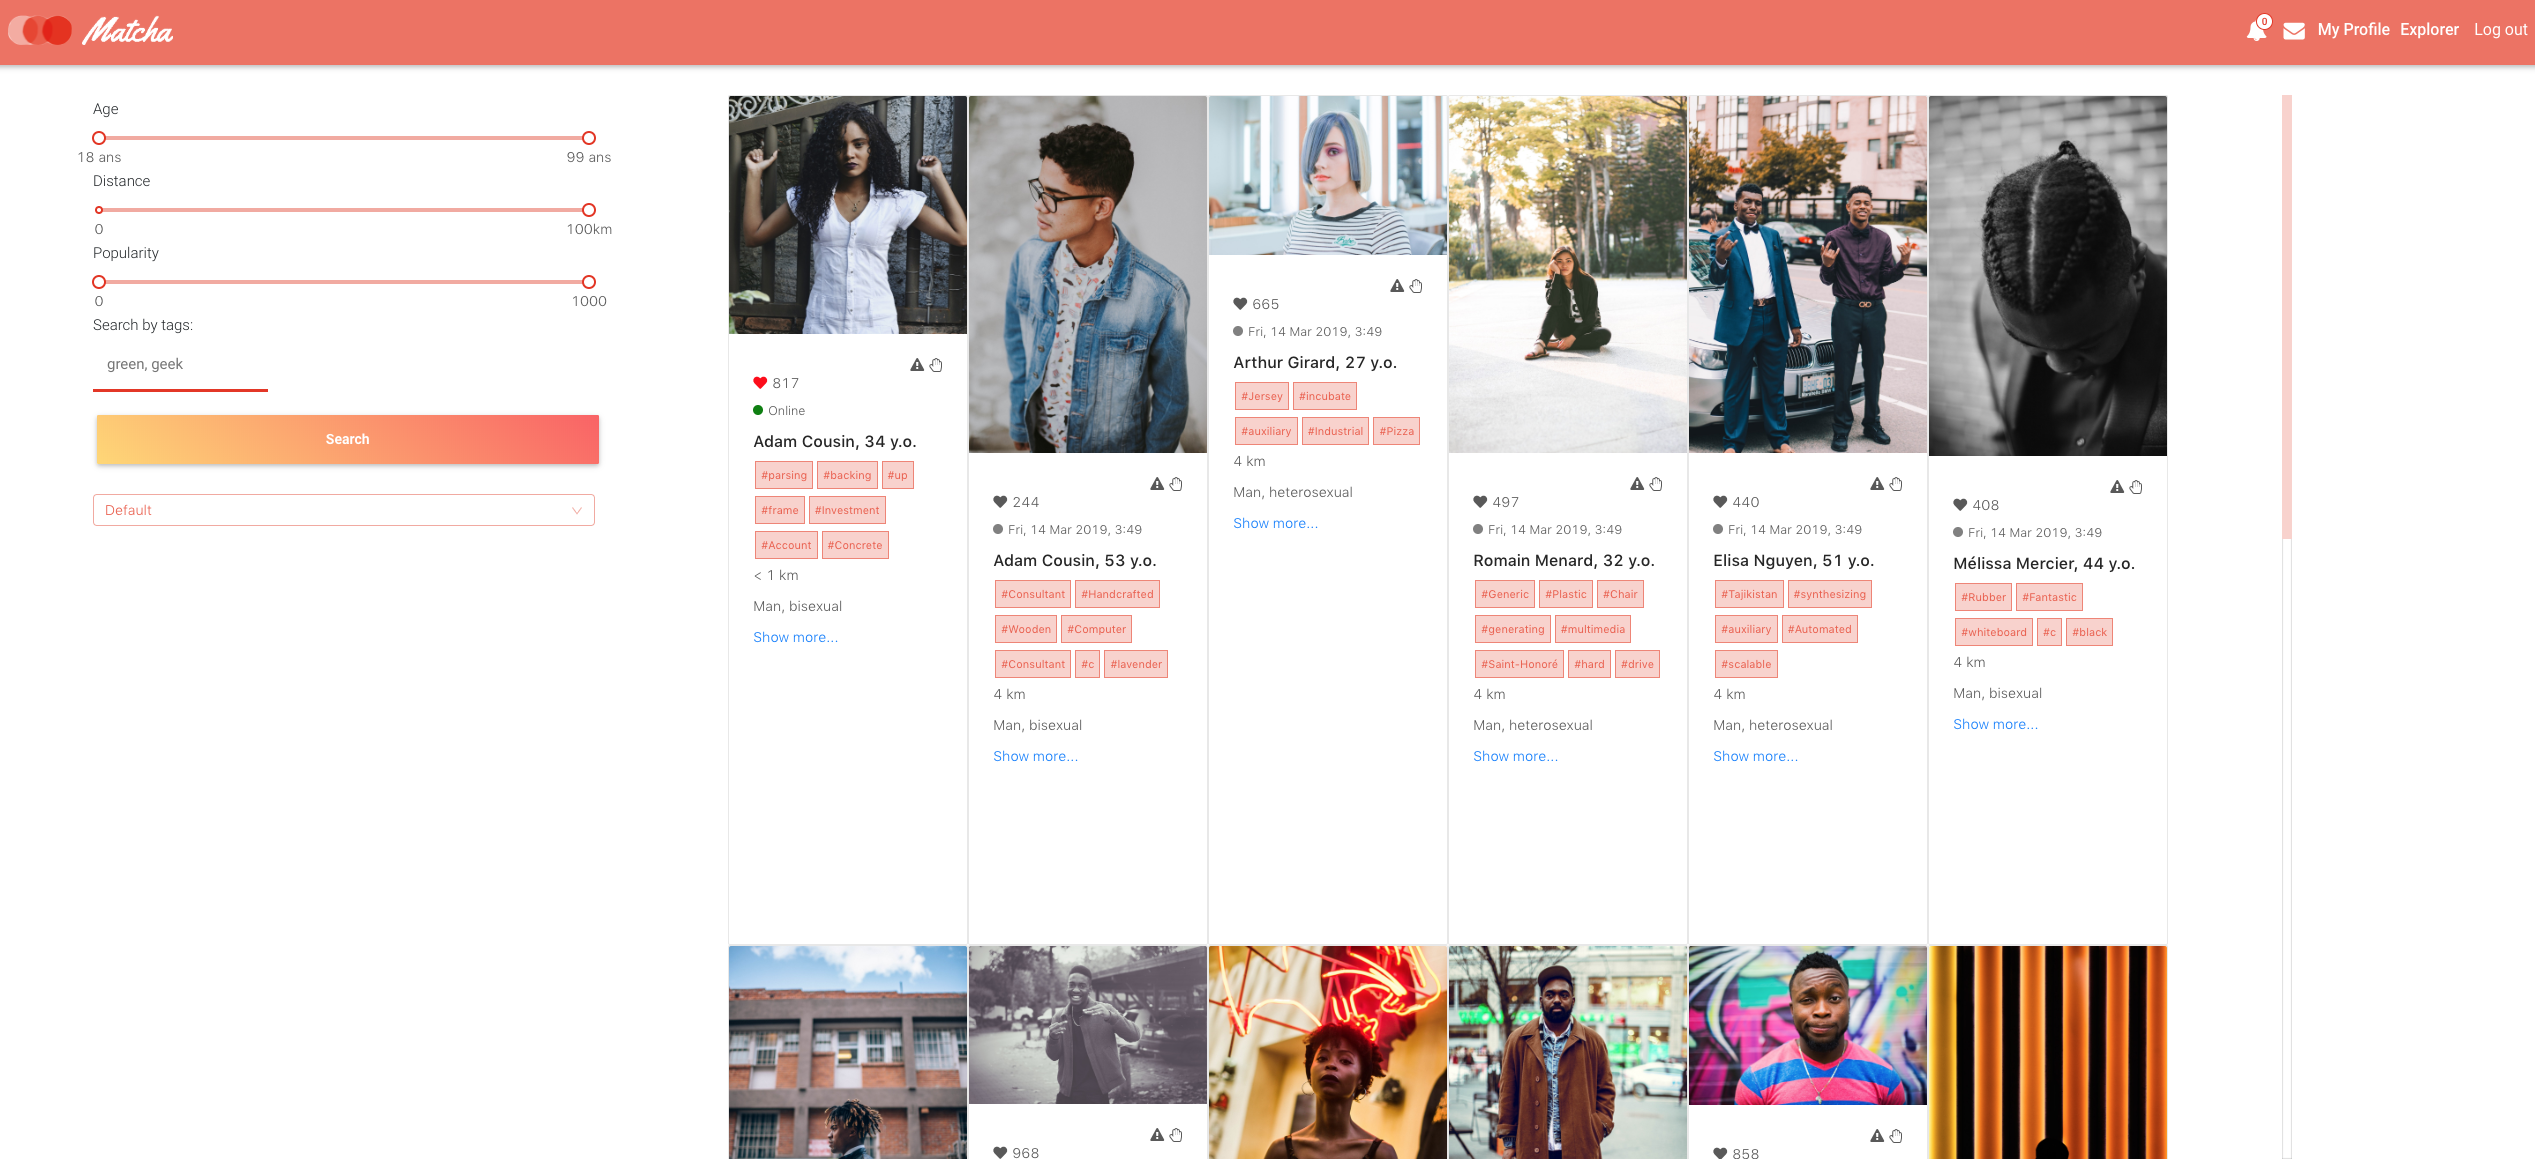 Matcha
0
My Profile Explorer Log out
Age
18 ans 99 ans
Distance
0 100km
Popularity
0 1000
Search by tags:
green, geek
Search
Default
817
Online
Adam Cousin, 34 y.o.
#parsing #backing #up
#frame #Investment
#Account #Concrete
< 1 km
Man, bisexual
Show more...
244
Fri, 14 Mar 2019, 3:49
Adam Cousin, 53 y.o.
#Consultant #Handcrafted
#Wooden #Computer
#Consultant #c #lavender
4 km
Man, bisexual
Show more...
665
Fri, 14 Mar 2019, 3:49
Arthur Girard, 27 y.o.
#Jersey #incubate
#auxiliary #Industrial #Pizza
4 km
Man, heterosexual
Show more...
497
Fri, 14 Mar 2019, 3:49
Romain Menard, 32 y.o.
#Generic #Plastic #Chair
#generating #multimedia
#Saint-Honoré #hard #drive
4 km
Man, heterosexual
Show more...
440
Fri, 14 Mar 2019, 3:49
Elisa Nguyen, 51 y.o.
#Tajikistan #synthesizing
#auxiliary #Automated
#scalable
4 km
Man, heterosexual
Show more...
408
Fri, 14 Mar 2019, 3:49
Mélissa Mercier, 44 y.o.
#Rubber #Fantastic
#whiteboard #c #black
4 km
Man, bisexual
Show more...
968
858